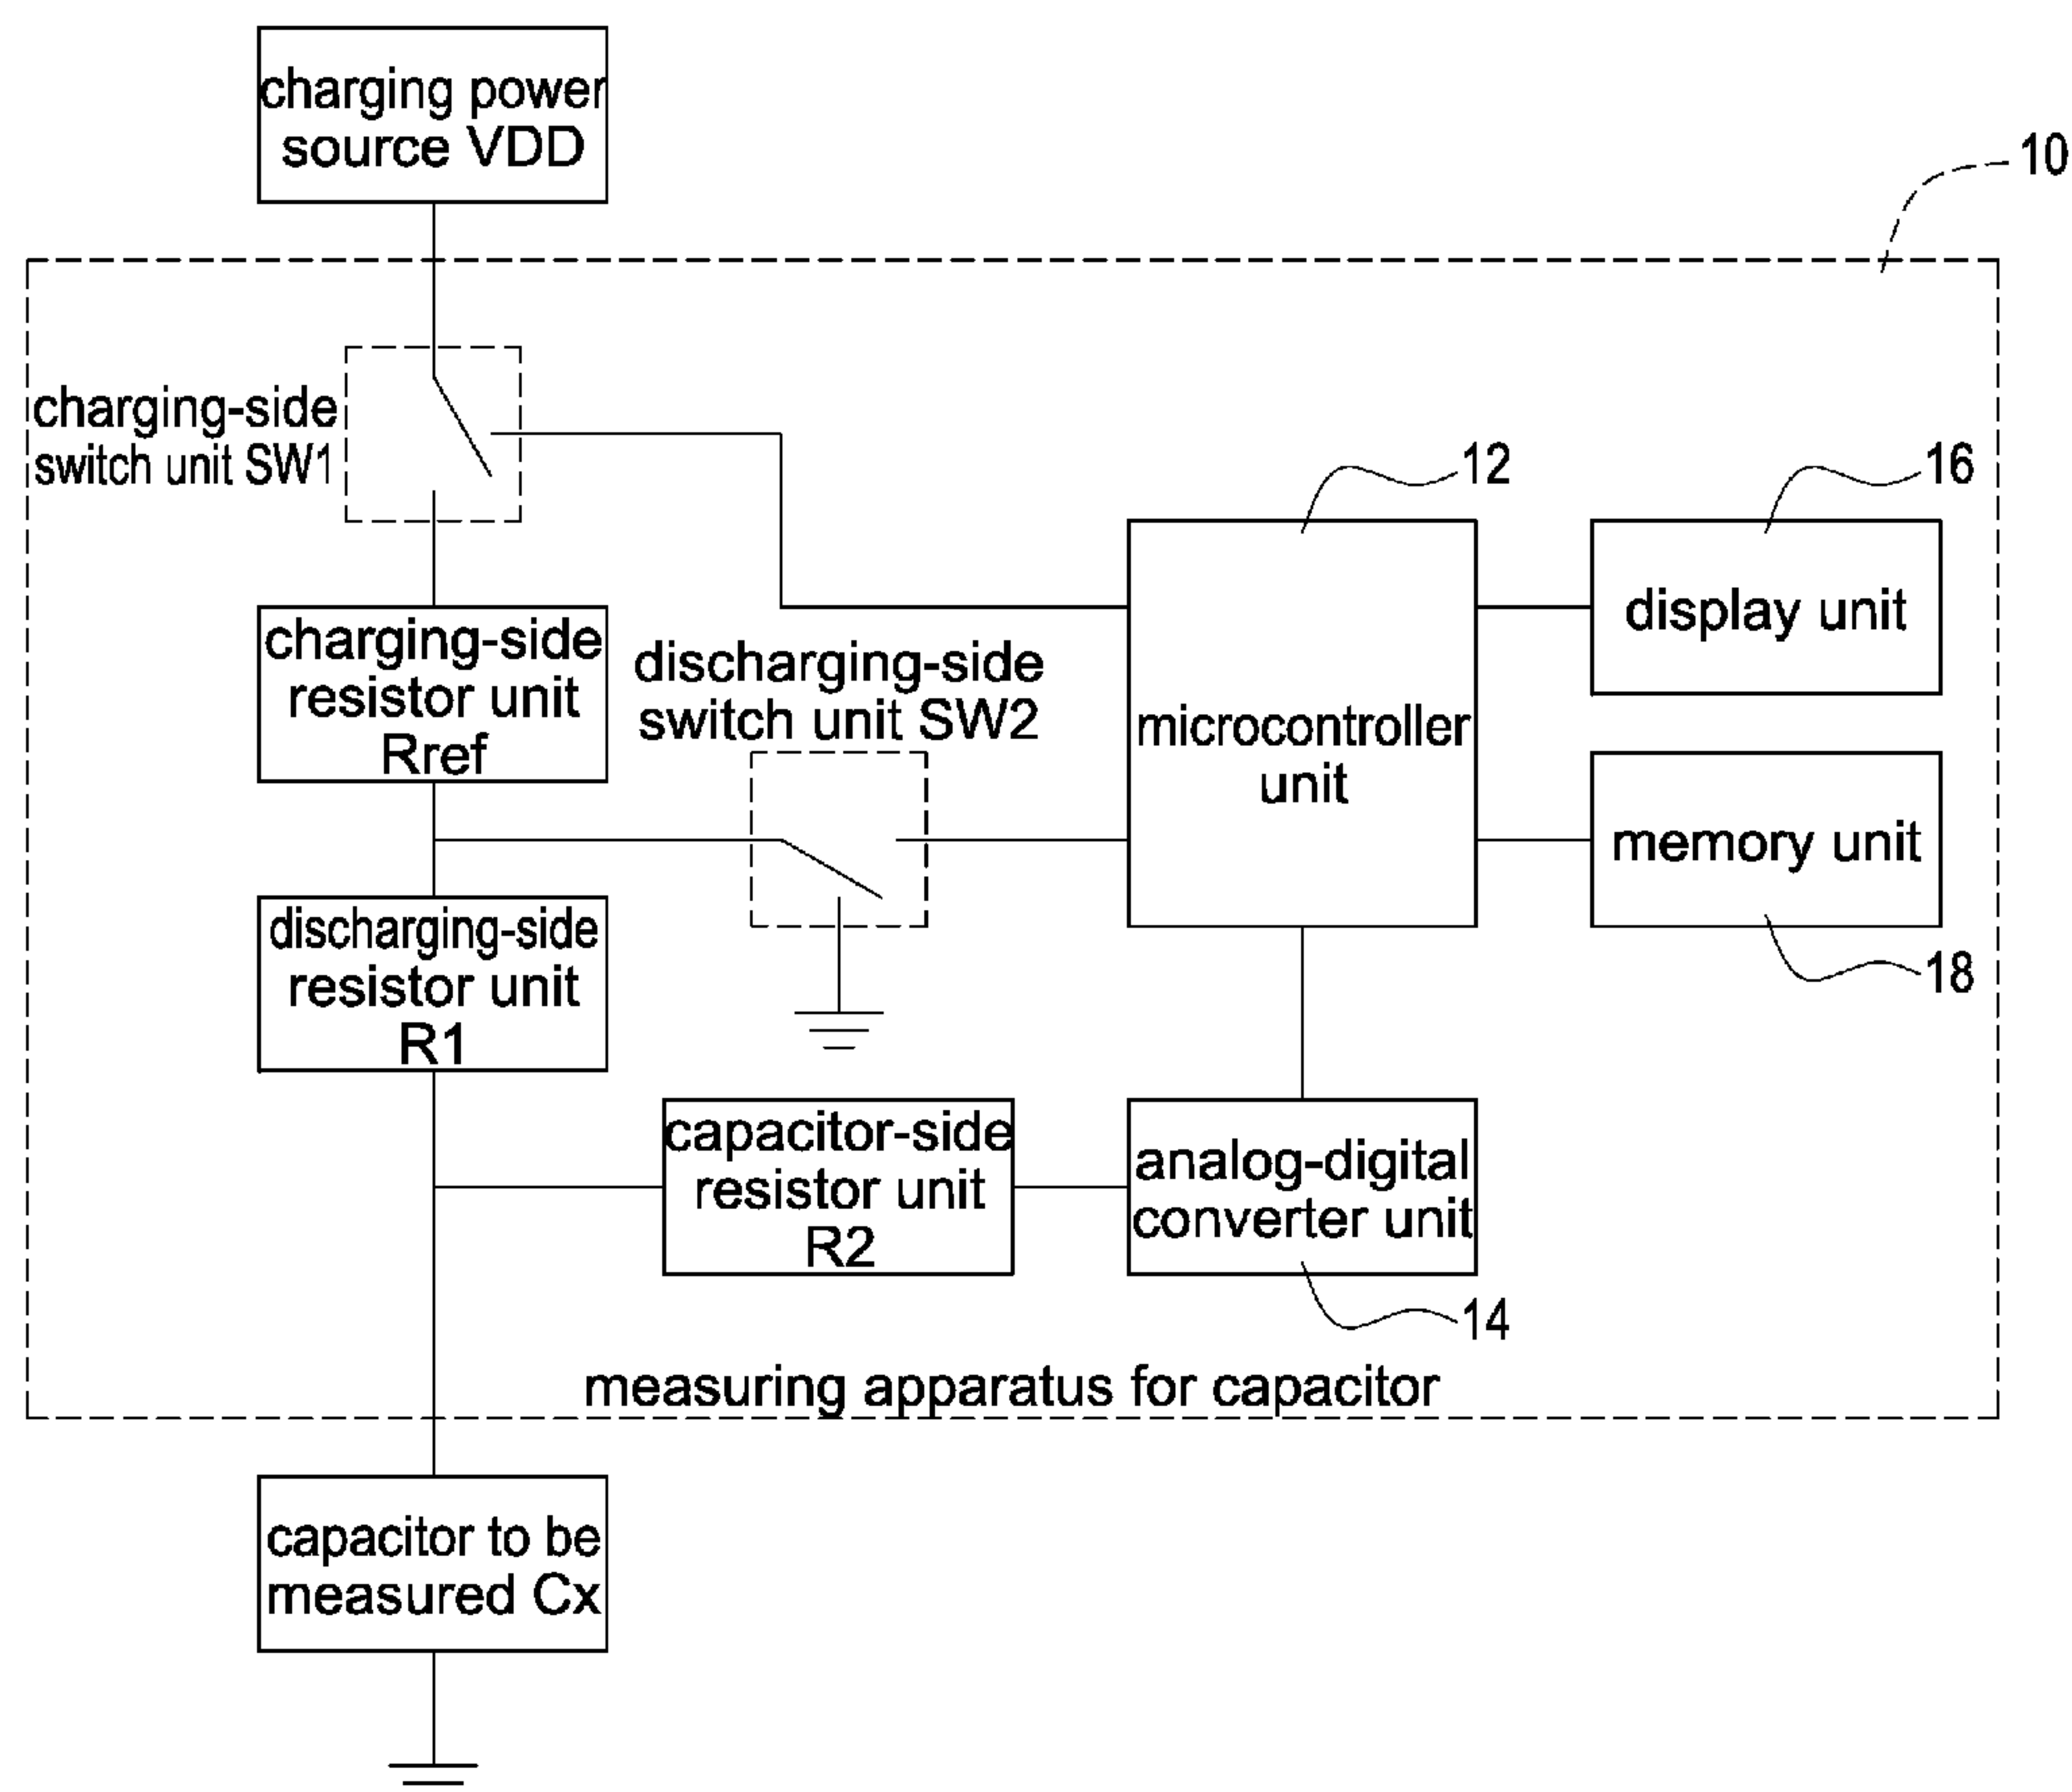 charging power
source VDD
10
charging-side
switch unit SW1
12
16
charging-side
resistor unit
Rref
discharging-side
switch unit SW2
microcontroller
unit
display unit
memory unit
discharging-side
resistor unit
R1
18
capacitor-side
resistor unit
R2
analog-digital
converter unit
14
measuring apparatus for capacitor
capacitor to be
measured Cx